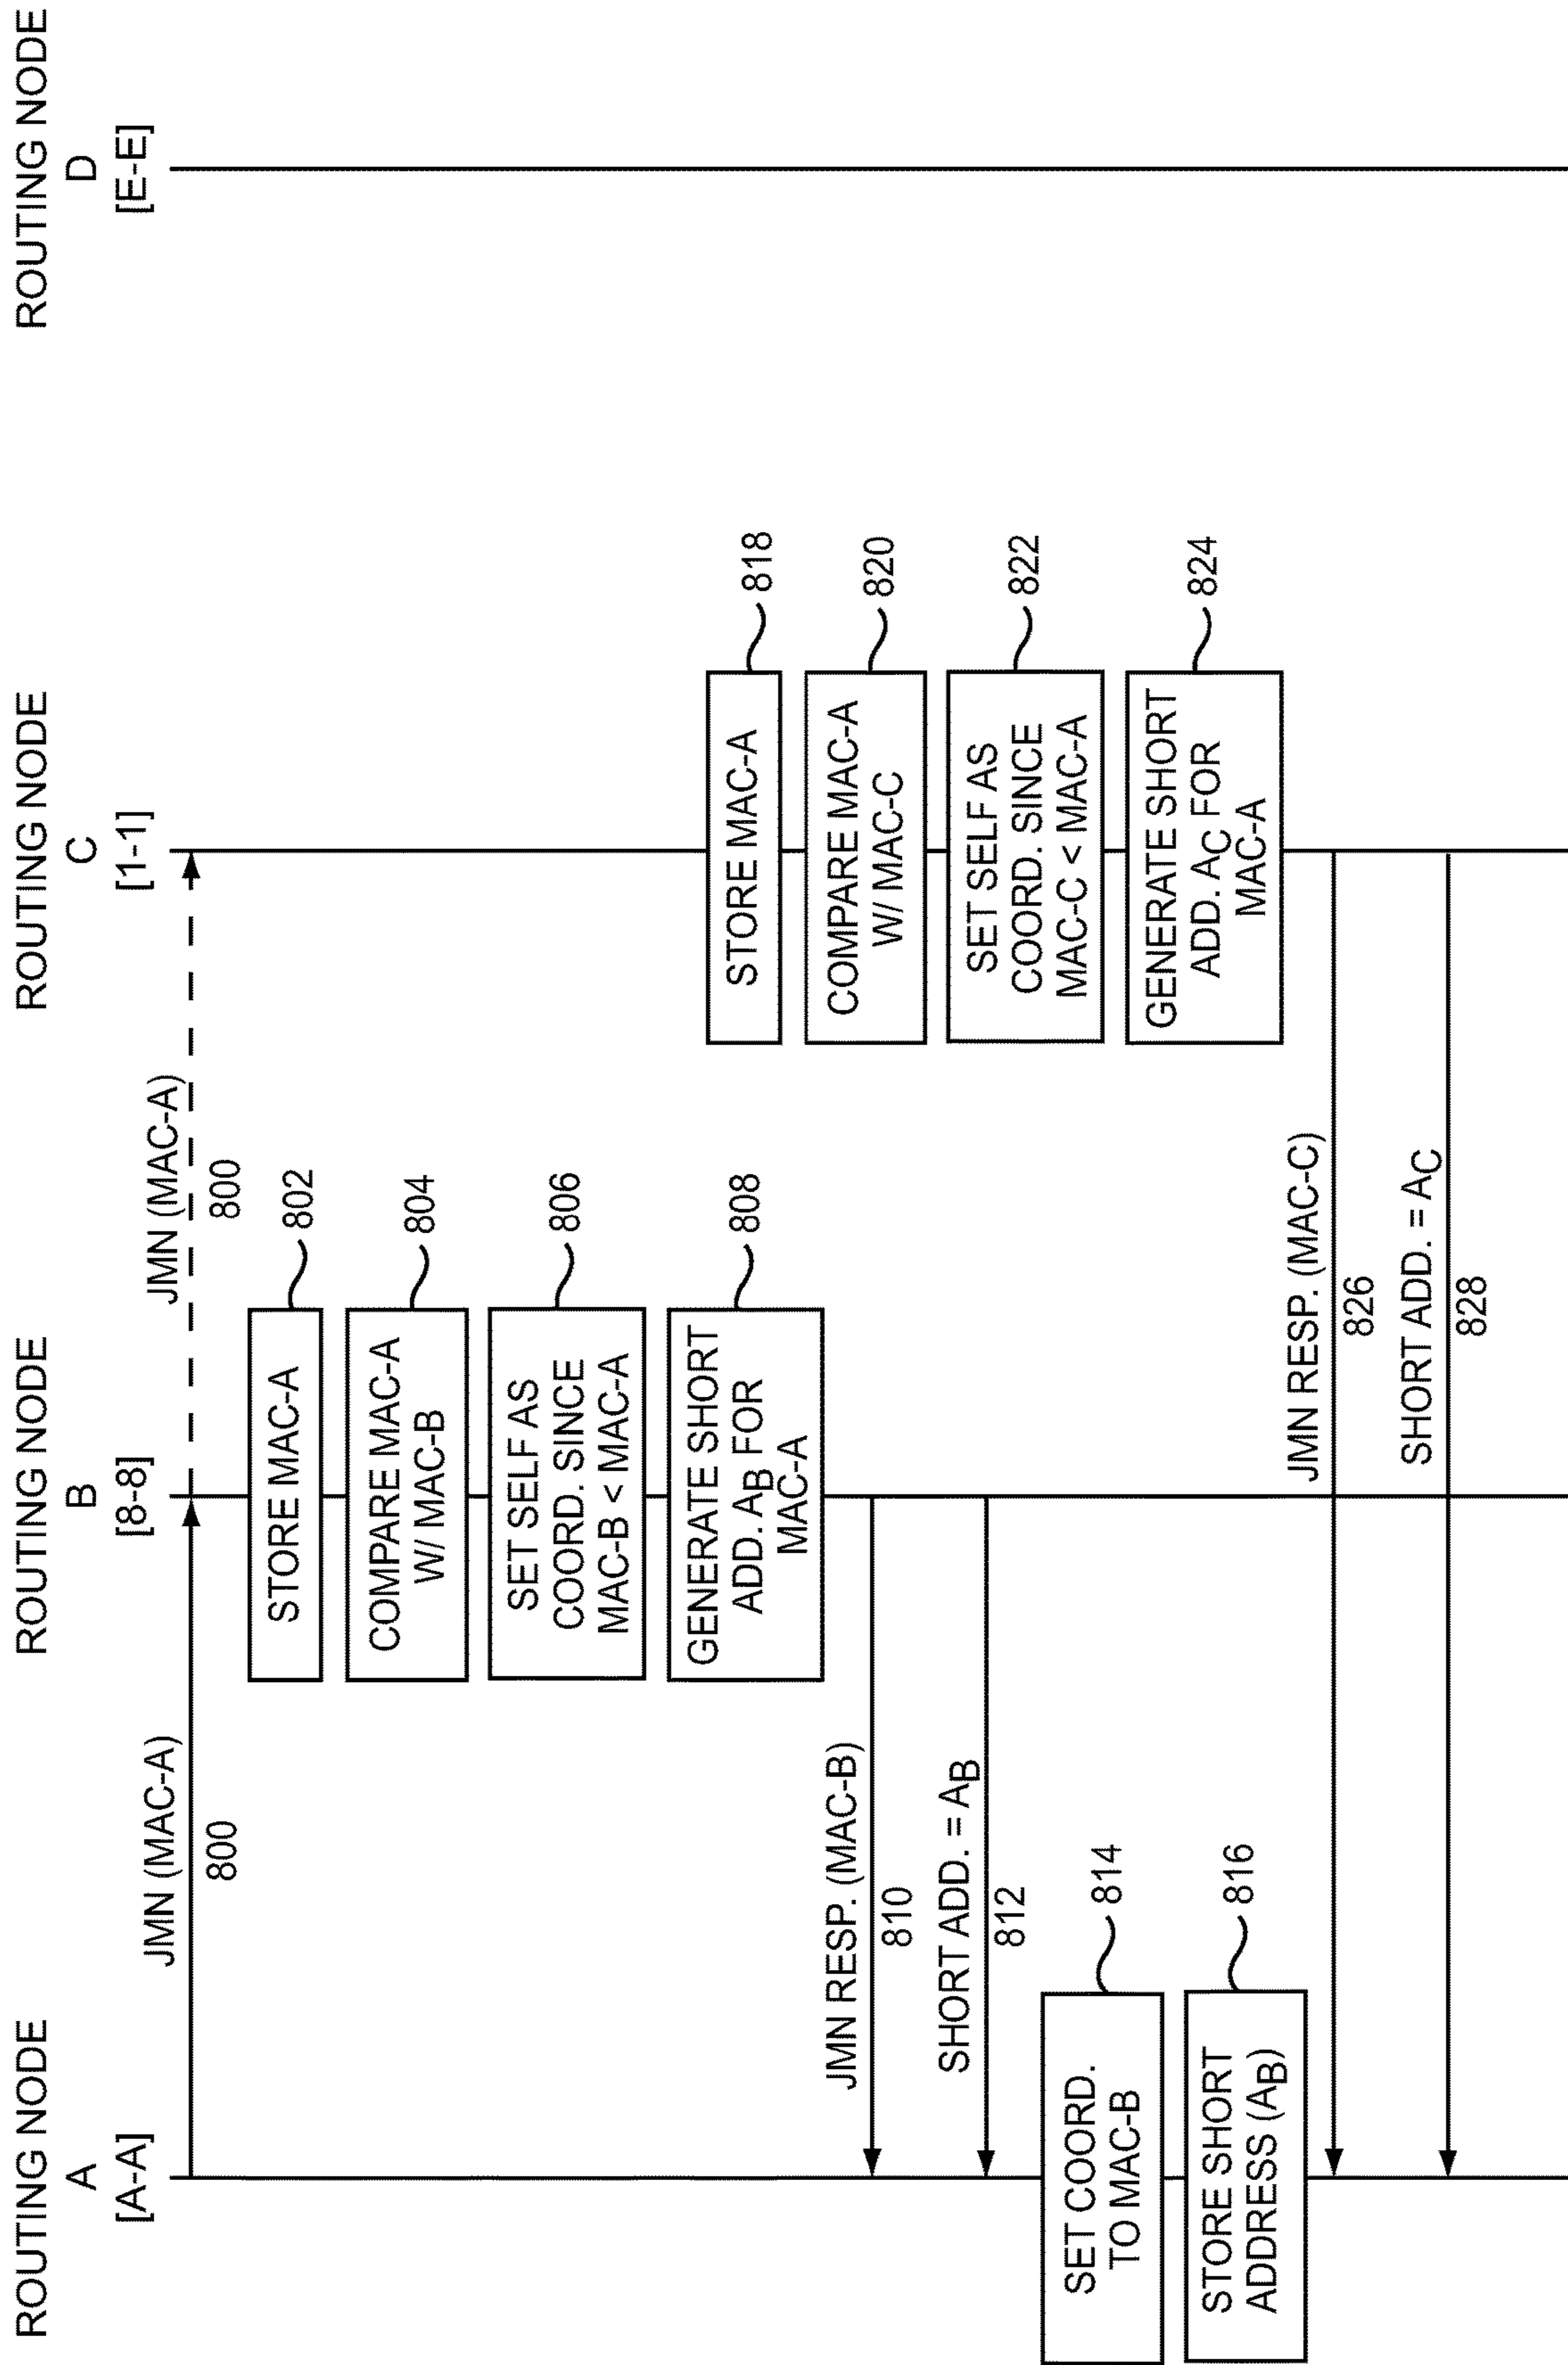 ROUTING NODE
A
[A-A]
ROUTING NODE
B
[8-8]
ROUTING NODE
C
[1-1]
ROUTING NODE
D
[E-E]
JMN (MAC-A)
800
JMN (MAC-A)
800
STORE MAC-A
802
COMPARE MAC-A
W/ MAC-B
804
SET SELF AS
COORD. SINCE
MAC-B < MAC-A
806
GENERATE SHORT
ADD. AB FOR
MAC-A
808
JMN RESP. (MAC-B)
810
SHORT ADD. = AB
812
SET COORD.
TO MAC-B
814
STORE SHORT
ADDRESS (AB)
816
STORE MAC-A
818
COMPARE MAC-A
W/ MAC-C
820
SET SELF AS
COORD. SINCE
MAC-C < MAC-A
822
GENERATE SHORT
ADD. AC FOR
MAC-A
824
JMN RESP. (MAC-C)
826
SHORT ADD. = AC
828